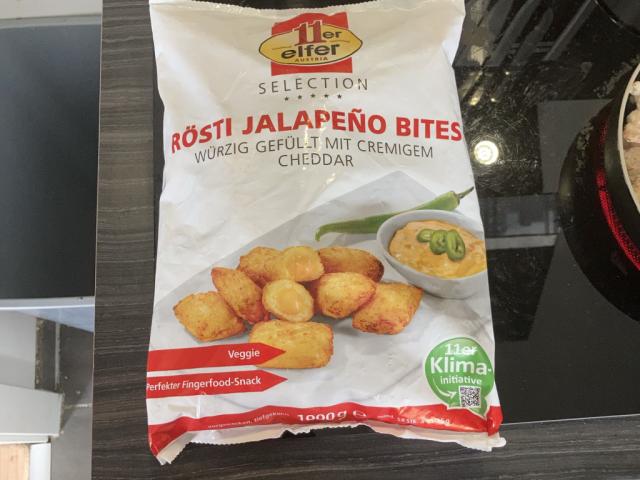 11er
elfer
AUSTRIA
SELECTION
RÖSTI JALAPEÑO BITES
WÜRZIG GEFÜLLT MIT CREMIGEM
CHEDDAR
Veggie
Perfekter Fingerfood-Snack
11er
Klima-
initiative
1000g e